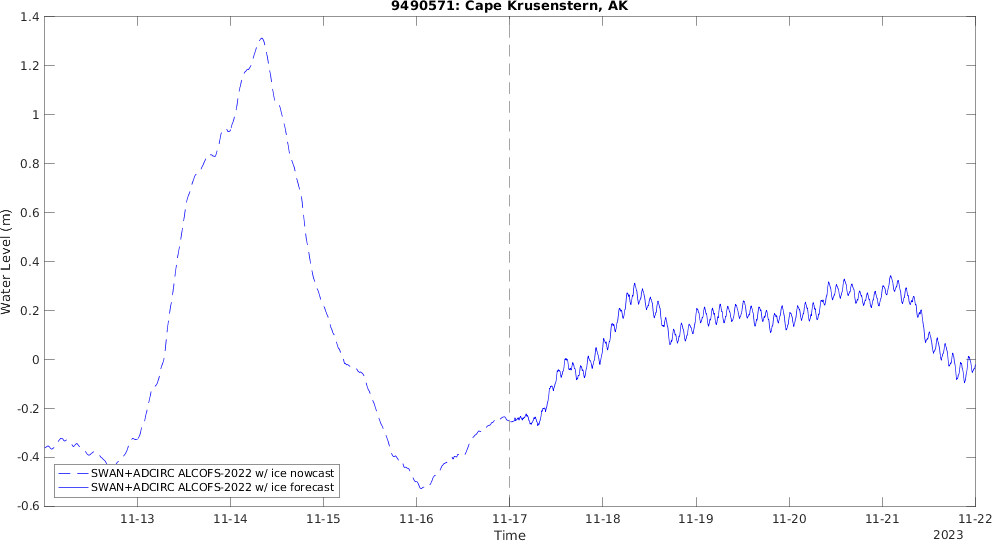 9490571: Cape Krusenstern, AK
1.4
1.2
1
0.8
0.6
0.4
0.2
0
-0.2
-0.4
-0.6
Water Level (m)
SWAN+ADCIRC ALCOFS-2022 w/ ice nowcast
SWAN+ADCIRC ALCOFS-2022 w/ ice forecast
11-13 11-14 11-15 11-16 11-17 11-18 11-19 11-20 11-21 11-22
Time
2023